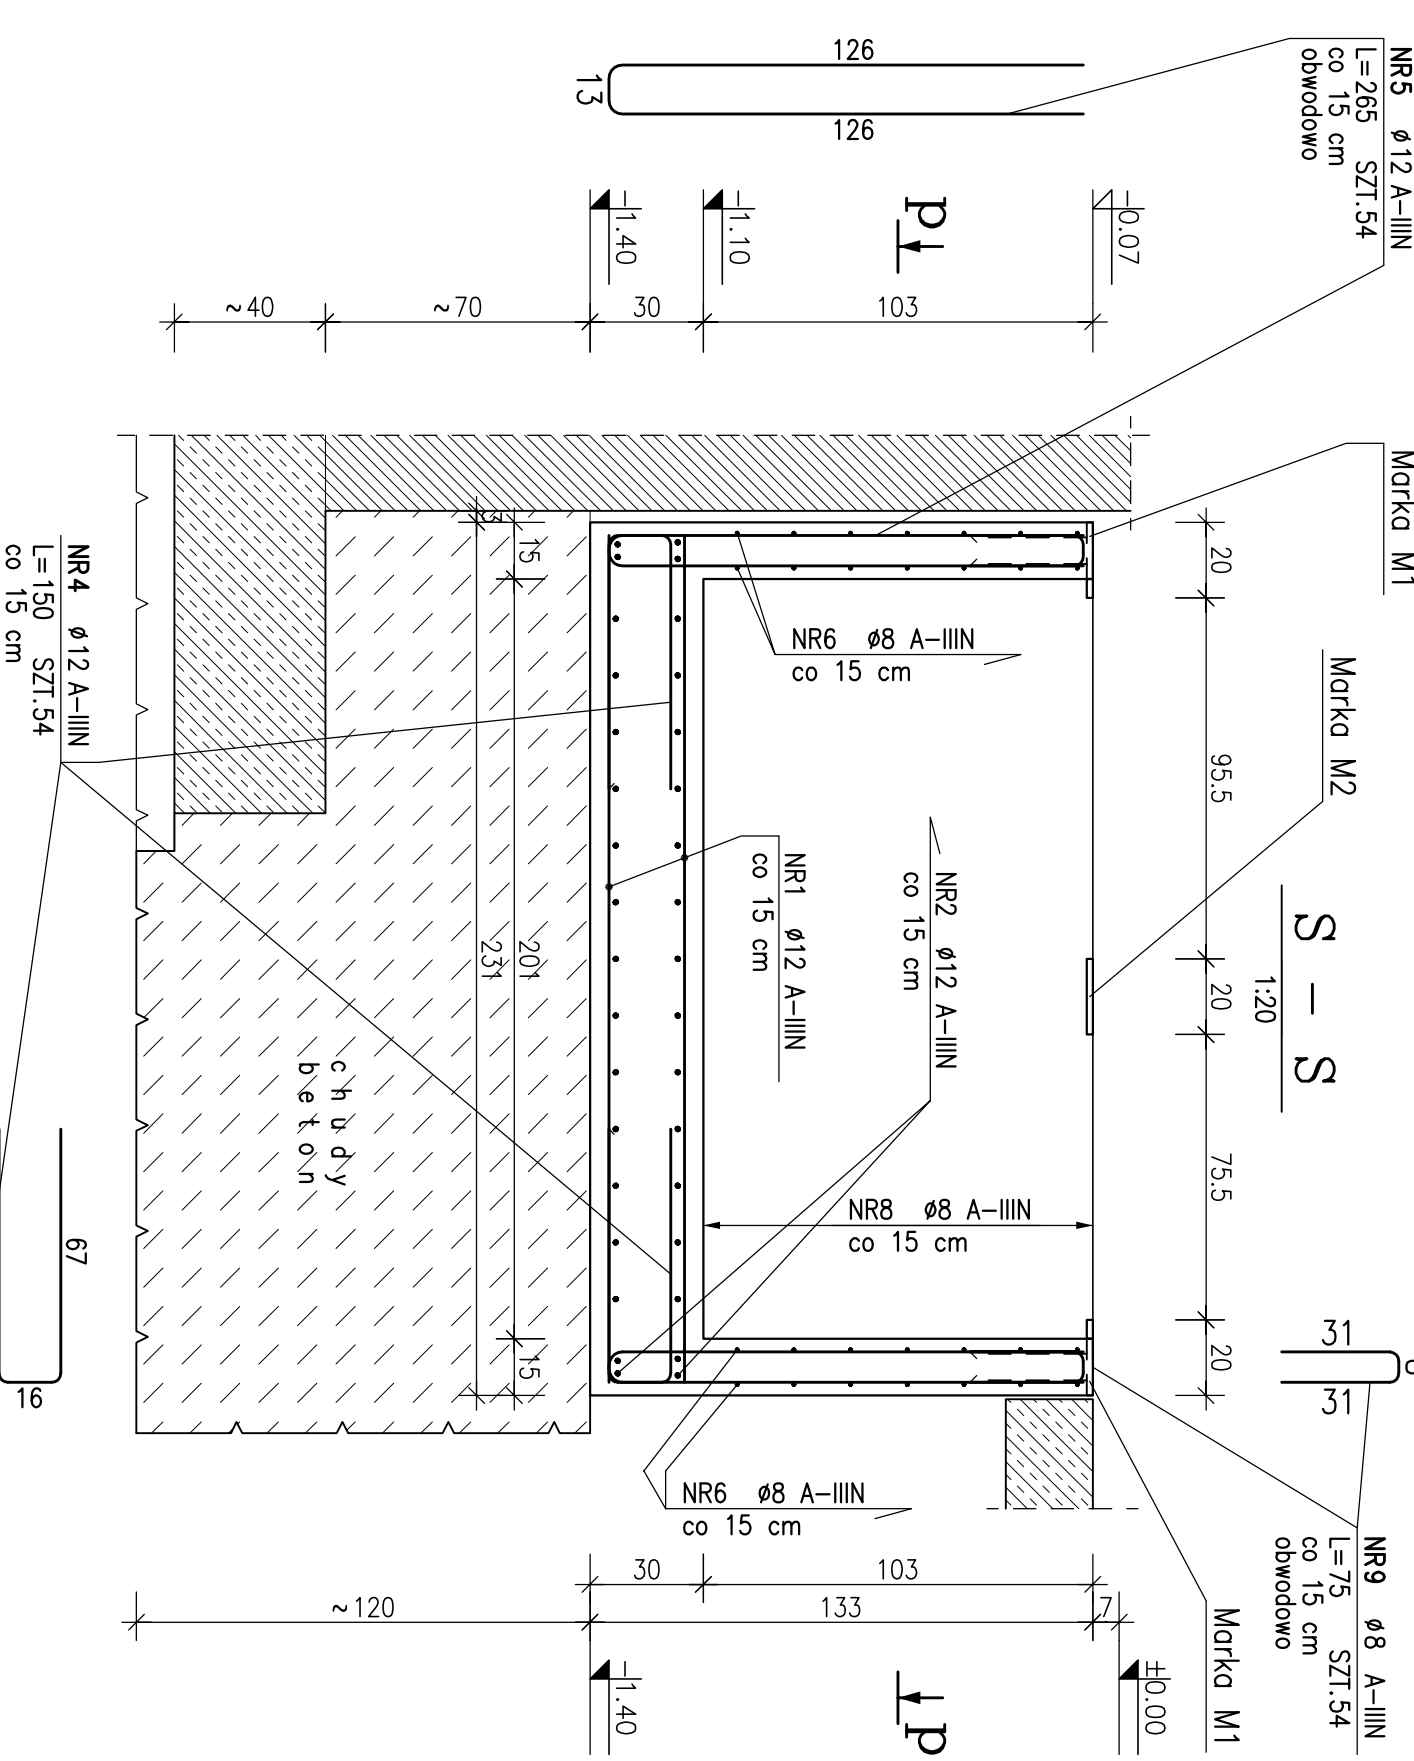 S - S
1:20
NR5 ø12 A-IIIN
L=265 SZT.54
co 15 cm
obwodowo
126
13
126
Marka M1
Marka M2
31
31
NR9 ø8 A-IIIN
L=75 SZT.54
co 15 cm
obwodowo
Marka M1
20
95.5
20
75.5
20
-0.07
-1.10
-1.40
p
103
30
~70
~40
NR6 ø8 A-IIIN
co 15 cm
NR2 ø12 A-IIIN
co 15 cm
NR1 ø12 A-IIIN
co 15 cm
NR8 ø8 A-IIIN
co 15 cm
NR6 ø8 A-IIIN
co 15 cm
15
201
15
3
231
chudy
beton
103
30
7
133
~120
±0.00
-1.40
p
NR4 ø12 A-IIIN
L=150 SZT.54
co 15 cm
67
16